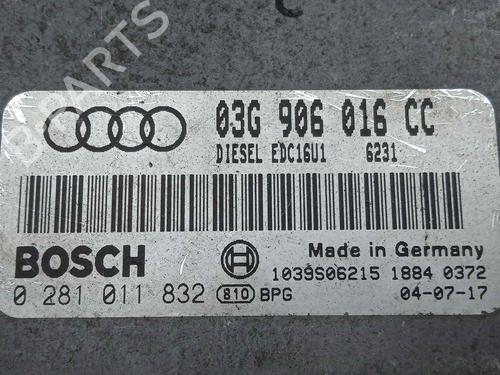 C
03G 906 016 CC
DIESEL EDC16U1 6231
BOSCH
Made in Germany
1039S06215 1884 0372
0 281 011 832 810 BPG 04-07-17
BPARTS